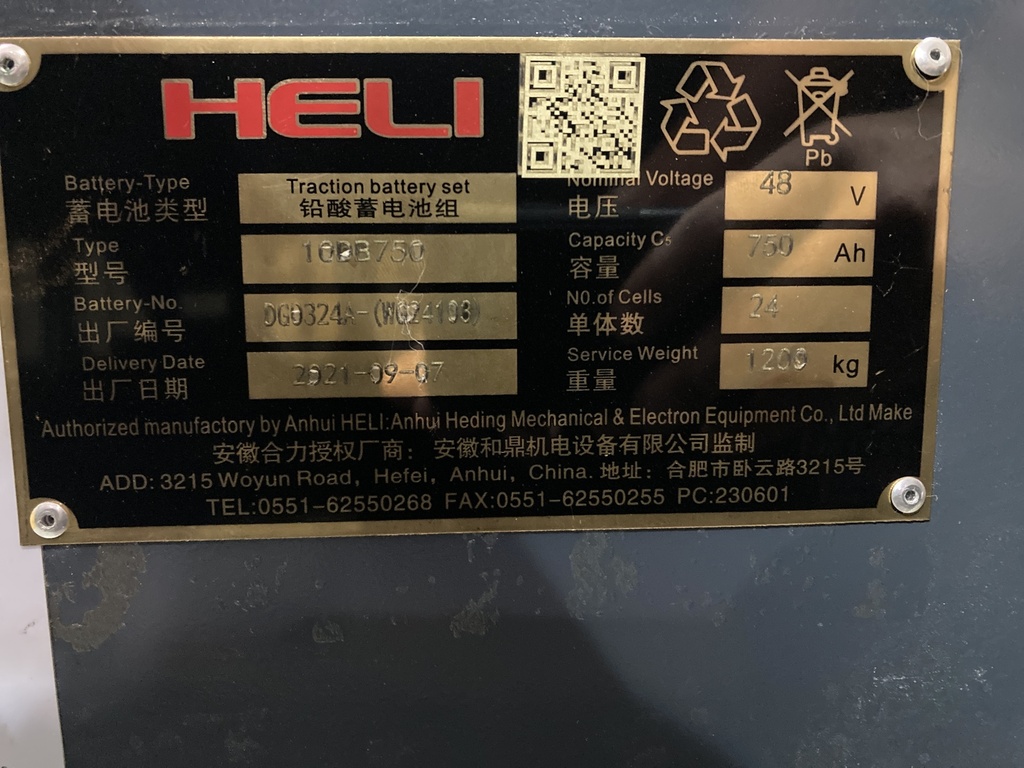 HELI
Pb
Battery-Type
蓄电池类型
Traction battery set
铅酸蓄电池组
Nominal Voltage
电压
48 V
Type
型号
Capacity C5
容量
750 Ah
Battery-No.
出厂编号
N0.of Cells
单体数
24
Delivery Date
出厂日期
2021-09-07
Service Weight
重量
1200 kg
Authorized manufactory by Anhui HELI:Anhui Heding Mechanical & Electron Equipment Co., Ltd Make
安徽合力授权厂商：安徽和鼎机电设备有限公司监制
ADD: 3215 Woyun Road, Hefei, Anhui, China. 地址：合肥市卧云路3215号
TEL:0551-62550268 FAX:0551-62550255 PC:230601